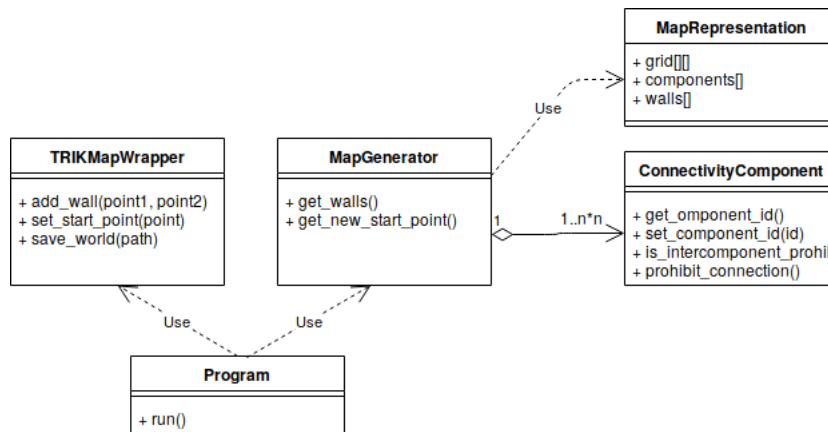 MapRepresentation
+ grid[][]
+ components[]
+ walls[]
Use
TRIKMapWrapper
+ add_wall(point1, point2)
+ set_start_point(point)
+ save_world(path)
MapGenerator
+ get_walls()
+ get_new_start_point()
1
1..n*n
ConnectivityComponent
+ get_omponent_id()
+ set_component_id(id)
+ is_intercomponent_prohib
+ prohibit_connection()
Use
Use
Program
+ run()